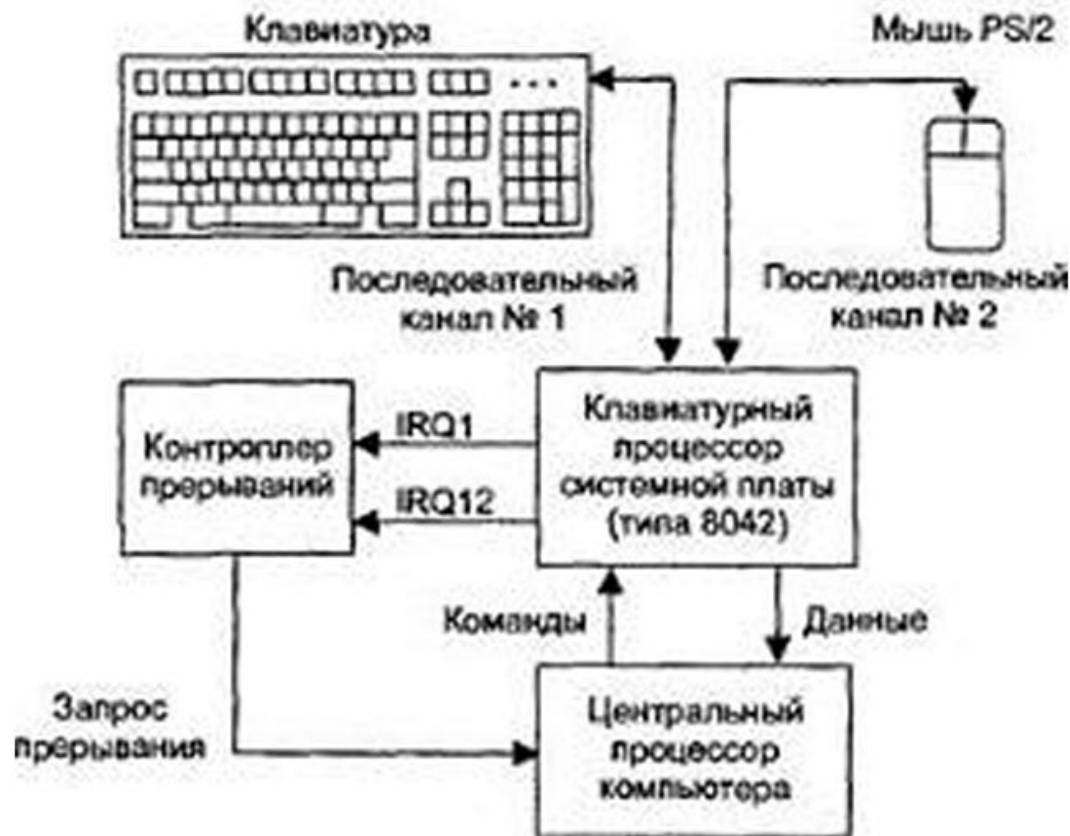 Клавиатура
Мышь PS/2
Последовательный
канал № 1
Последовательный
канал № 2
Контроллер
прерываний
IRQ1
IRQ12
Клавиатурный
процессор
системной платы
(типа 8042)
Команды
Данные
Запрос
прерывания
Центральный
процессор
компьютера